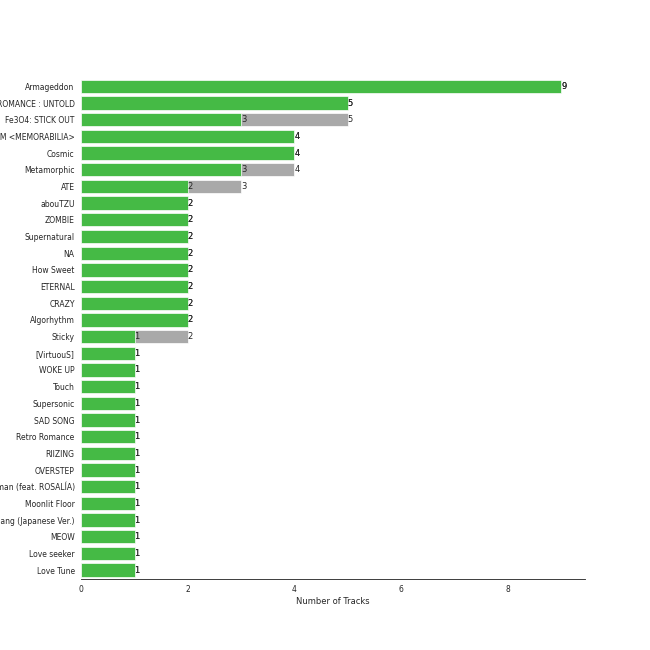 Armageddon 9
ROMANCE : UNTOLD 5
Fe3O4: STICK OUT 3 5
M <MEMORABILIA> 4
Cosmic 4
Metamorphic 3 4
ATE 2 3
abouTZU 2
ZOMBIE 2
Supernatural 2
NA 2
How Sweet 2
ETERNAL 2
CRAZY 2
Algorhythm 2
Sticky 1 2
[VirtuouS] 1
WOKE UP 1
Touch 1
Supersonic 1
SAD SONG 1
Retro Romance 1
RIIZING 1
OVERSTEP 1
man (feat. ROSALÍA) 1
Moonlit Floor 1
ang (Japanese Ver.) 1
MEOW 1
Love seeker 1
Love Tune 1
0 2 4 6 8
Number of Tracks